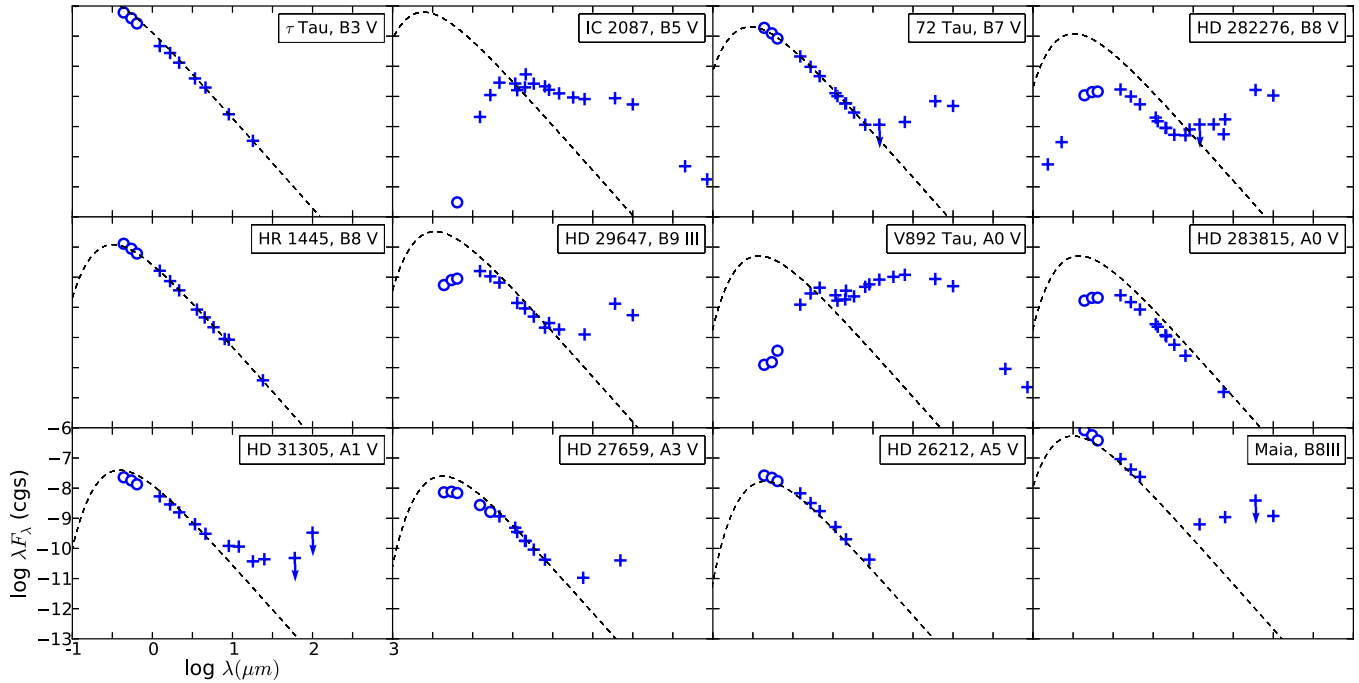 τ Tau, B3 V
IC 2087, B5 V
72 Tau, B7 V
HD 282276, B8 V
HR 1445, B8 V
HD 29647, B9 III
V892 Tau, A0 V
HD 283815, A0 V
HD 31305, A1 V
HD 27659, A3 V
HD 26212, A5 V
Maia, B8III
−6
−7
−8
−9
−10
−11
−12
−13
log λFλ (cgs)
-1 0 1 2 3
log λ(μm)